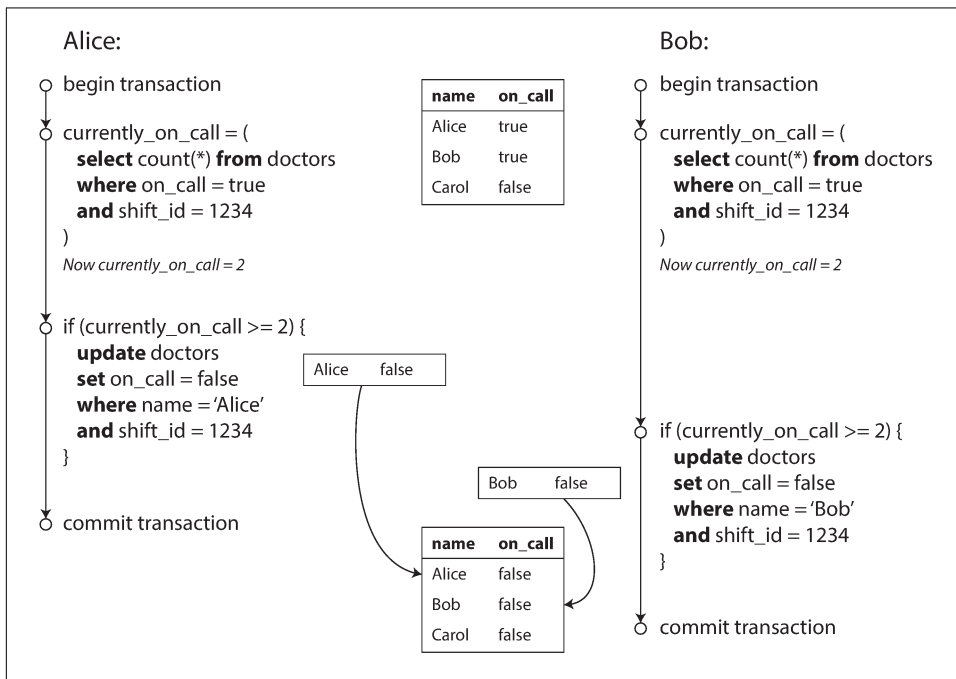 Alice:
begin transaction
currently_on_call = (
select count(*) from doctors
where on_call = true
and shift_id = 1234
)
Now currently_on_call = 2
if (currently_on_call >= 2) {
update doctors
set on_call = false
where name = ‘Alice’
and shift_id = 1234
}
commit transaction
name on_call
Alice true
Bob true
Carol false
Alice false
Bob false
name on_call
Alice false
Bob false
Carol false
Bob:
begin transaction
currently_on_call = (
select count(*) from doctors
where on_call = true
and shift_id = 1234
)
Now currently_on_call = 2
if (currently_on_call >= 2) {
update doctors
set on_call = false
where name = ‘Bob’
and shift_id = 1234
}
commit transaction